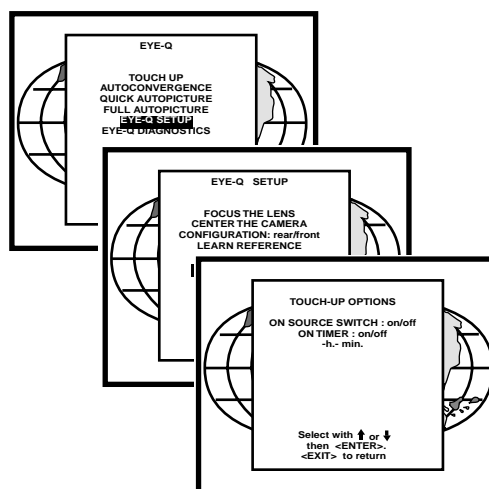 EYE-Q
TOUCH UP
AUTOCONVERGENCE
QUICK AUTOPICTURE
FULL AUTOPICTURE
EYE-Q SETUP
EYE-Q DIAGNOSTICS
EYE-Q SETUP
FOCUS THE LENS
CENTER THE CAMERA
CONFIGURATION: rear/front
LEARN REFERENCE
TOUCH-UP OPTIONS
ON SOURCE SWITCH : on/off
ON TIMER : on/off
-h.- min.
Select with ⬆ or ⬇
then <ENTER>.
<EXIT> to return